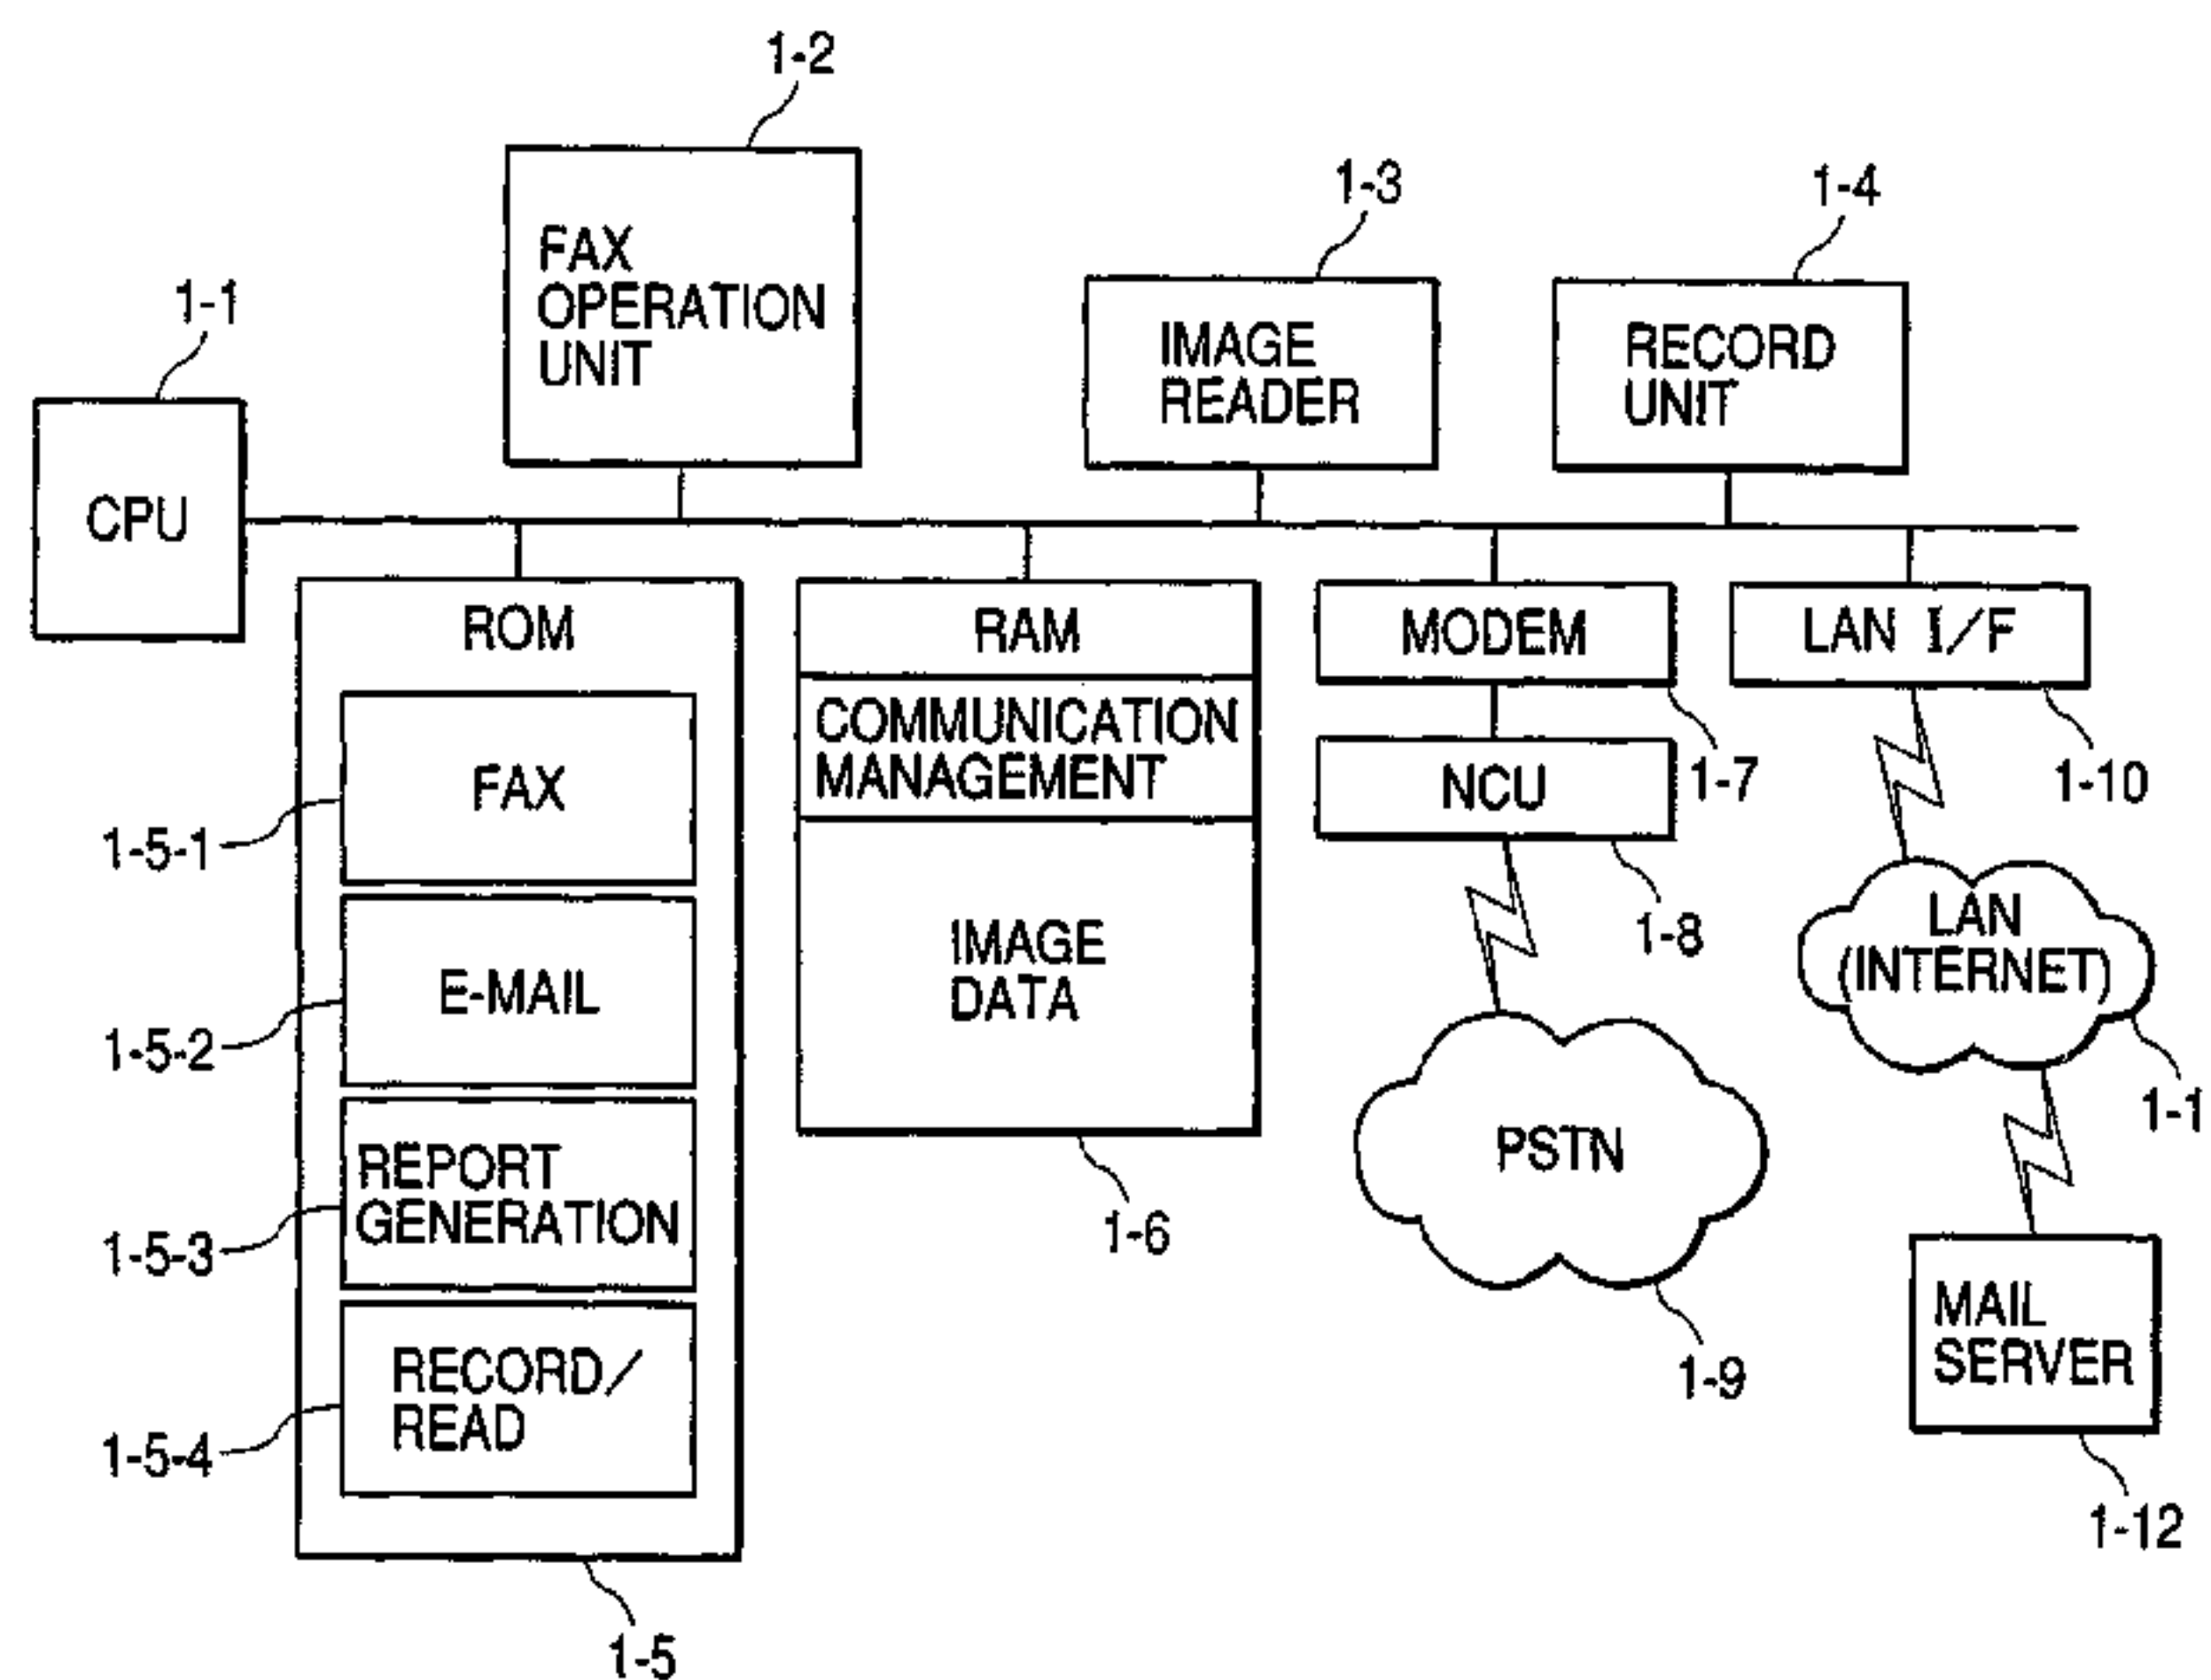 1-2
1-3
1-4
1-1
FAX
OPERATION
UNIT
IMAGE
READER
RECORD
UNIT
CPU
ROM
RAM
MODEM
LAN I/F
COMMUNICATION
MANAGEMENT
1-7
1-10
FAX
NCU
1-5-1
1-8
E-MAIL
IMAGE
DATA
LAN
(INTERNET)
1-5-2
1-1
REPORT
GENERATION
PSTN
1-5-3
1-6
MAIL
SERVER
RECORD/
READ
1-9
1-5-4
1-12
1-5